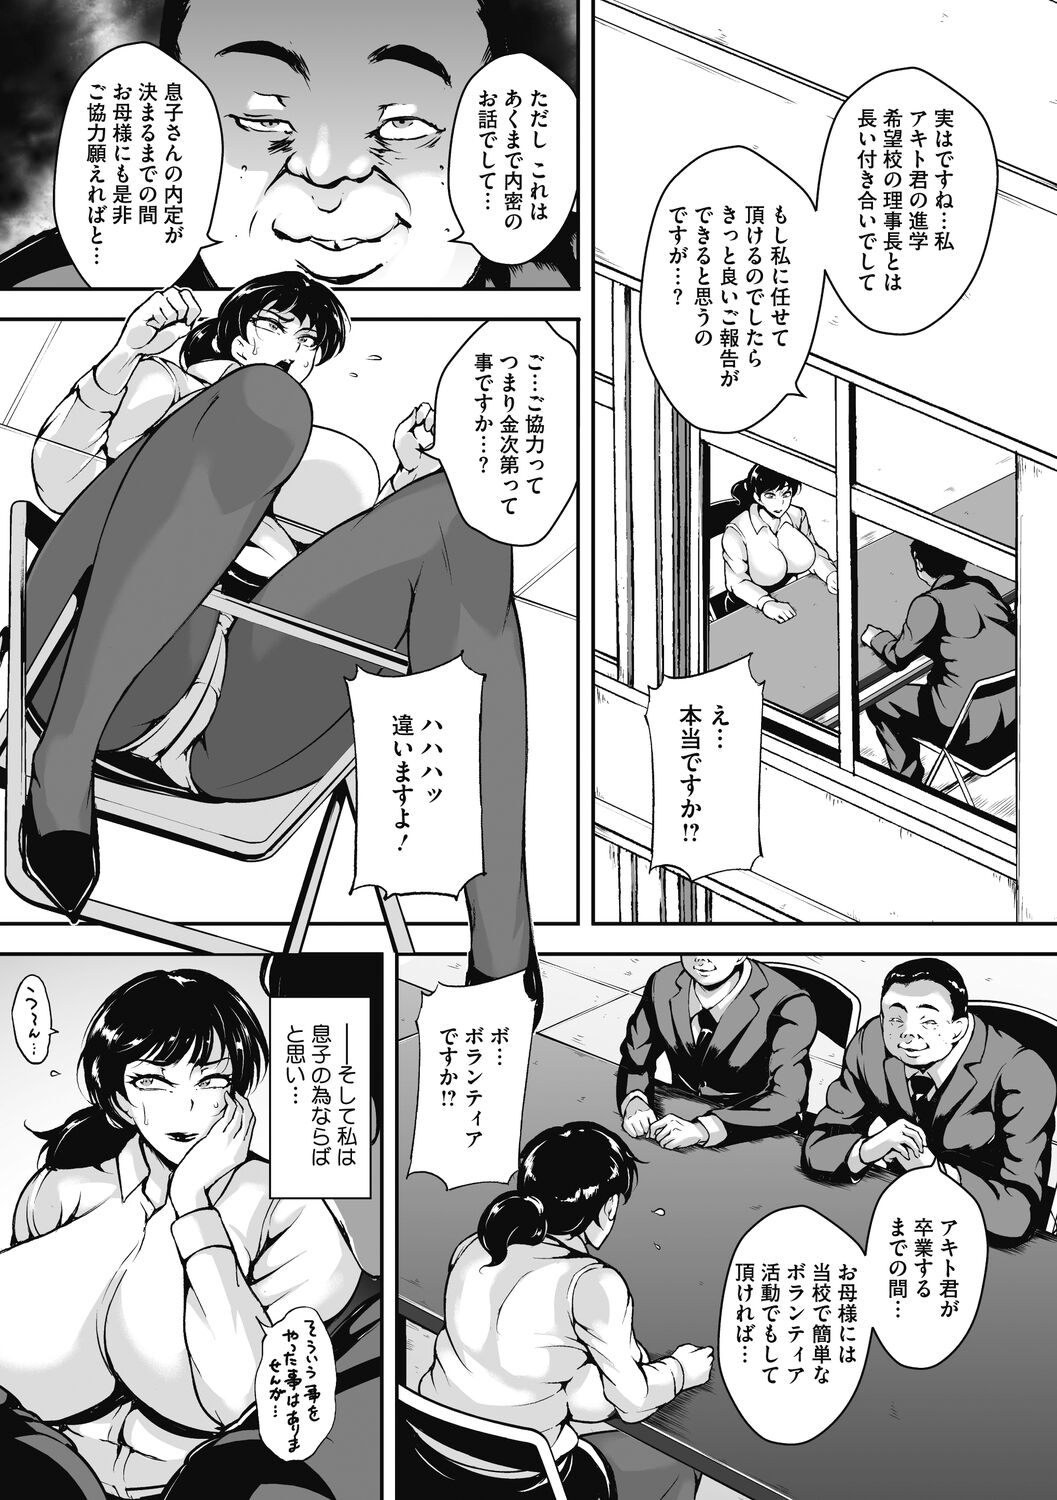 実はですね…私
アキト君の進学
希望校の理事長とは
長い付き合いでして
もし私に任せて
頂けるのでしたら
きっと良いご報告が
できると思うの
ですが…？
え…
本当ですか!?
ただし これは
あくまで内密の
お話でして…
息子さんの内定が
決まるまでの間
お母様にも是非
ご協力願えればと…
ご…ご協力って
つまり金次第って
事ですか…？
ハハハッ
違いますよ！
アキト君が
卒業する
までの間…
お母様には
当校で簡単な
ボランティア
活動でもして
頂ければ…
ボ…
ボランティア
ですか!?
――そして私は
息子の為ならば
と思い…
う〜ん…
そういう事を
やった事はありま
せんが…